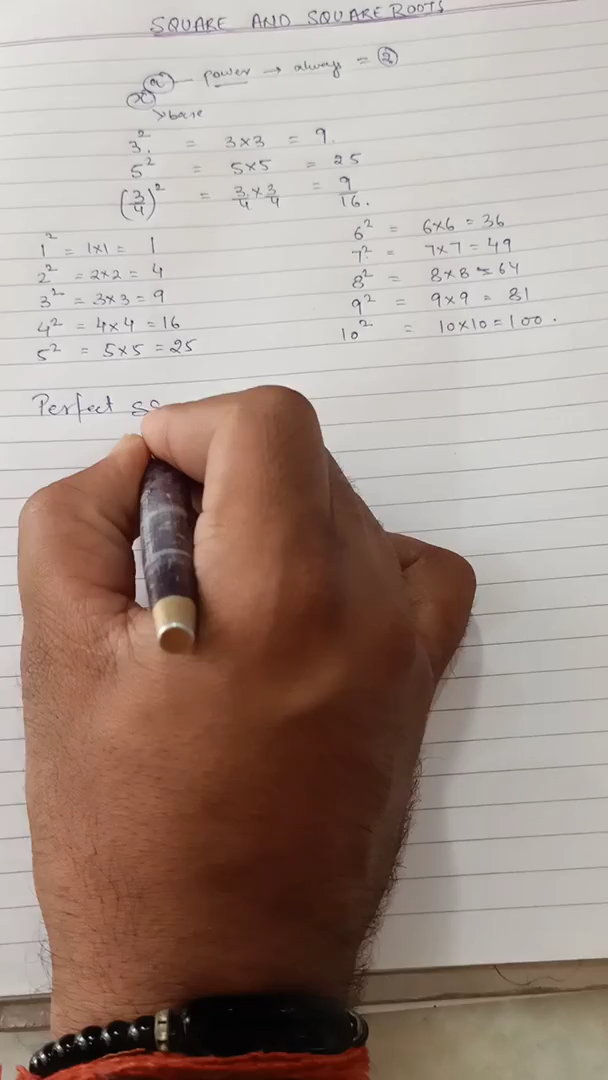 SQUARE AND SQUARE ROOTS
power → always = 2
base
3² = 3×3 = 9.
5² = 5×5 = 25
(3/4)² = 3/4 × 3/4 = 9/16.
1² = 1×1 = 1
2² = 2×2 = 4
3² = 3×3 = 9
4² = 4×4 = 16
5² = 5×5 = 25
6² = 6×6 = 36
7² = 7×7 = 49
8² = 8×8 = 64
9² = 9×9 = 81
10² = 10×10 = 100.
Perfect